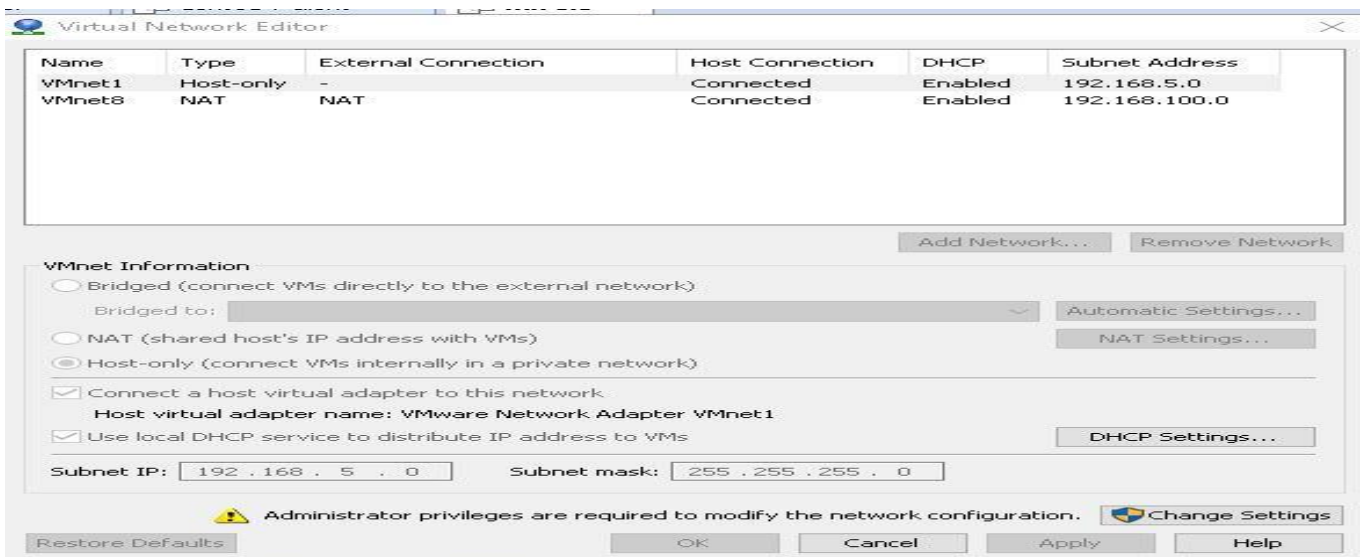 Virtual Network Editor
Name Type External Connection Host Connection DHCP Subnet Address
VMnet1 Host-only - Connected Enabled 192.168.5.0
VMnet8 NAT NAT Connected Enabled 192.168.100.0
Add Network... Remove Network
VMnet Information
Bridged (connect VMs directly to the external network)
Bridged to: Automatic Settings...
NAT (shared host's IP address with VMs) NAT Settings...
Host-only (connect VMs internally in a private network)
Connect a host virtual adapter to this network
Host virtual adapter name: VMware Network Adapter VMnet1
Use local DHCP service to distribute IP address to VMs DHCP Settings...
Subnet IP: 192 . 168 . 5 . 0 Subnet mask: 255 . 255 . 255 . 0
Administrator privileges are required to modify the network configuration. Change Settings
Restore Defaults OK Cancel Apply Help